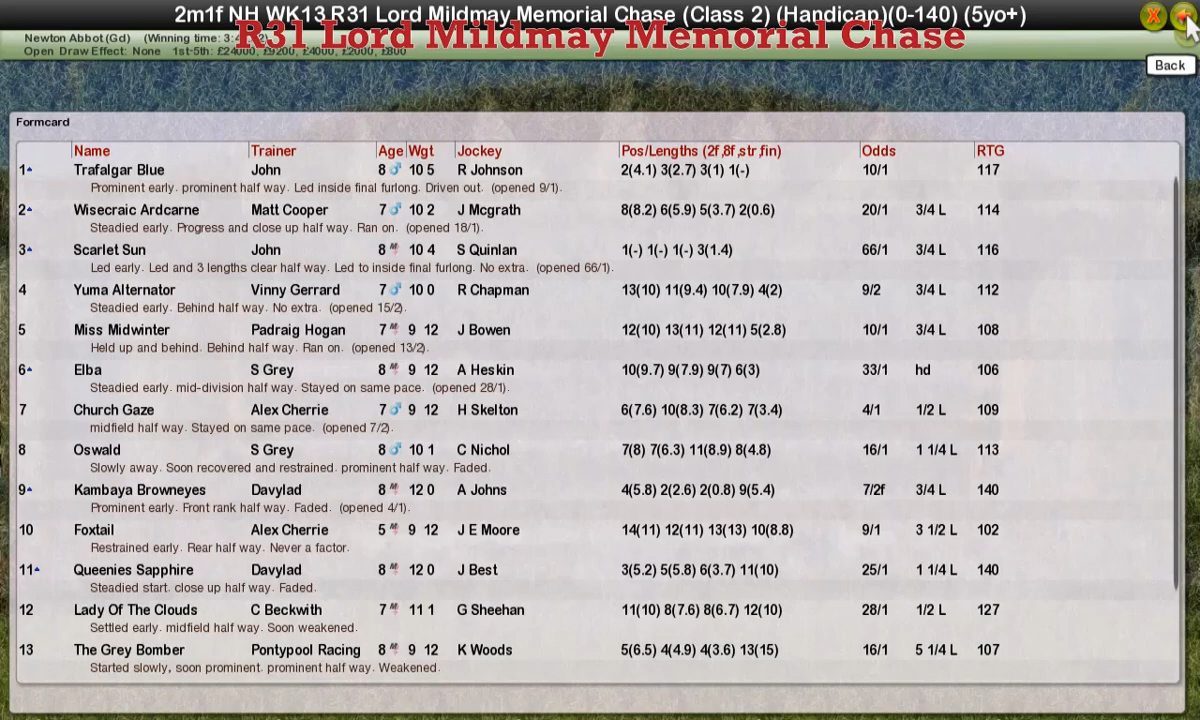 2m1f NH WK13 R31 Lord Mildmay Memorial Chase (Class 2) (Handicap)(0-140) (5yo+)
R31 Lord Mildmay Memorial Chase
Newton Abbot(Gd) (Winning time: 3:4
Open Draw Effect: None 1st-5th: £24000, £9200, £4000, £2000, £800
Back
Formcard
Name Trainer Age Wgt Jockey Pos/Lengths (2f,8f,str,fin) Odds RTG
1 Trafalgar Blue John 8 10 5 R Johnson 2(4.1) 3(2.7) 3(1) 1(-) 10/1 117
Prominent early. prominent half way. Led inside final furlong. Driven out. (opened 9/1).
2 Wisecraic Ardcarne Matt Cooper 7 10 2 J Mcgrath 8(8.2) 6(5.9) 5(3.7) 2(0.6) 20/1 3/4 L 114
Steadied early. Progress and close up half way. Ran on. (opened 18/1).
3 Scarlet Sun John 8 10 4 S Quinlan 1(-) 1(-) 1(-) 3(1.4) 66/1 3/4 L 116
Led early. Led and 3 lengths clear half way. Led to inside final furlong. No extra. (opened 66/1).
4 Yuma Alternator Vinny Gerrard 7 10 0 R Chapman 13(10) 11(9.4) 10(7.9) 4(2) 9/2 3/4 L 112
Steadied early. Behind half way. No extra. (opened 15/2).
5 Miss Midwinter Padraig Hogan 7 9 12 J Bowen 12(10) 13(11) 12(11) 5(2.8) 10/1 3/4 L 108
Held up and behind. Behind half way. Ran on. (opened 13/2).
6 Elba S Grey 8 9 12 A Heskin 10(9.7) 9(7.9) 9(7) 6(3) 33/1 hd 106
Steadied early. mid-division half way. Stayed on same pace. (opened 28/1).
7 Church Gaze Alex Cherrie 7 9 12 H Skelton 6(7.6) 10(8.3) 7(6.2) 7(3.4) 4/1 1/2 L 109
midfield half way. Stayed on same pace. (opened 7/2).
8 Oswald S Grey 8 10 1 C Nichol 7(8) 7(6.3) 11(8.9) 8(4.8) 16/1 1 1/4 L 113
Slowly away. Soon recovered and restrained. prominent half way. Faded.
9 Kambaya Browneyes Davylad 8 12 0 A Johns 4(5.8) 2(2.6) 2(0.8) 9(5.4) 7/2f 3/4 L 140
Prominent early. Front rank half way. Faded. (opened 4/1).
10 Foxtail Alex Cherrie 5 9 12 J E Moore 14(11) 12(11) 13(13) 10(8.8) 9/1 3 1/2 L 102
Restrained early. Rear half way. Never a factor.
11 Queenies Sapphire Davylad 8 12 0 J Best 3(5.2) 5(5.8) 6(3.7) 11(10) 25/1 1 1/4 L 140
Steadied start. close up half way. Faded.
12 Lady Of The Clouds C Beckwith 7 11 1 G Sheehan 11(10) 8(7.6) 8(6.7) 12(10) 28/1 1/2 L 127
Settled early. midfield half way. Soon weakened.
13 The Grey Bomber Pontypool Racing 8 9 12 K Woods 5(6.5) 4(4.9) 4(3.6) 13(15) 16/1 5 1/4 L 107
Started slowly, soon prominent. prominent half way. Weakened.